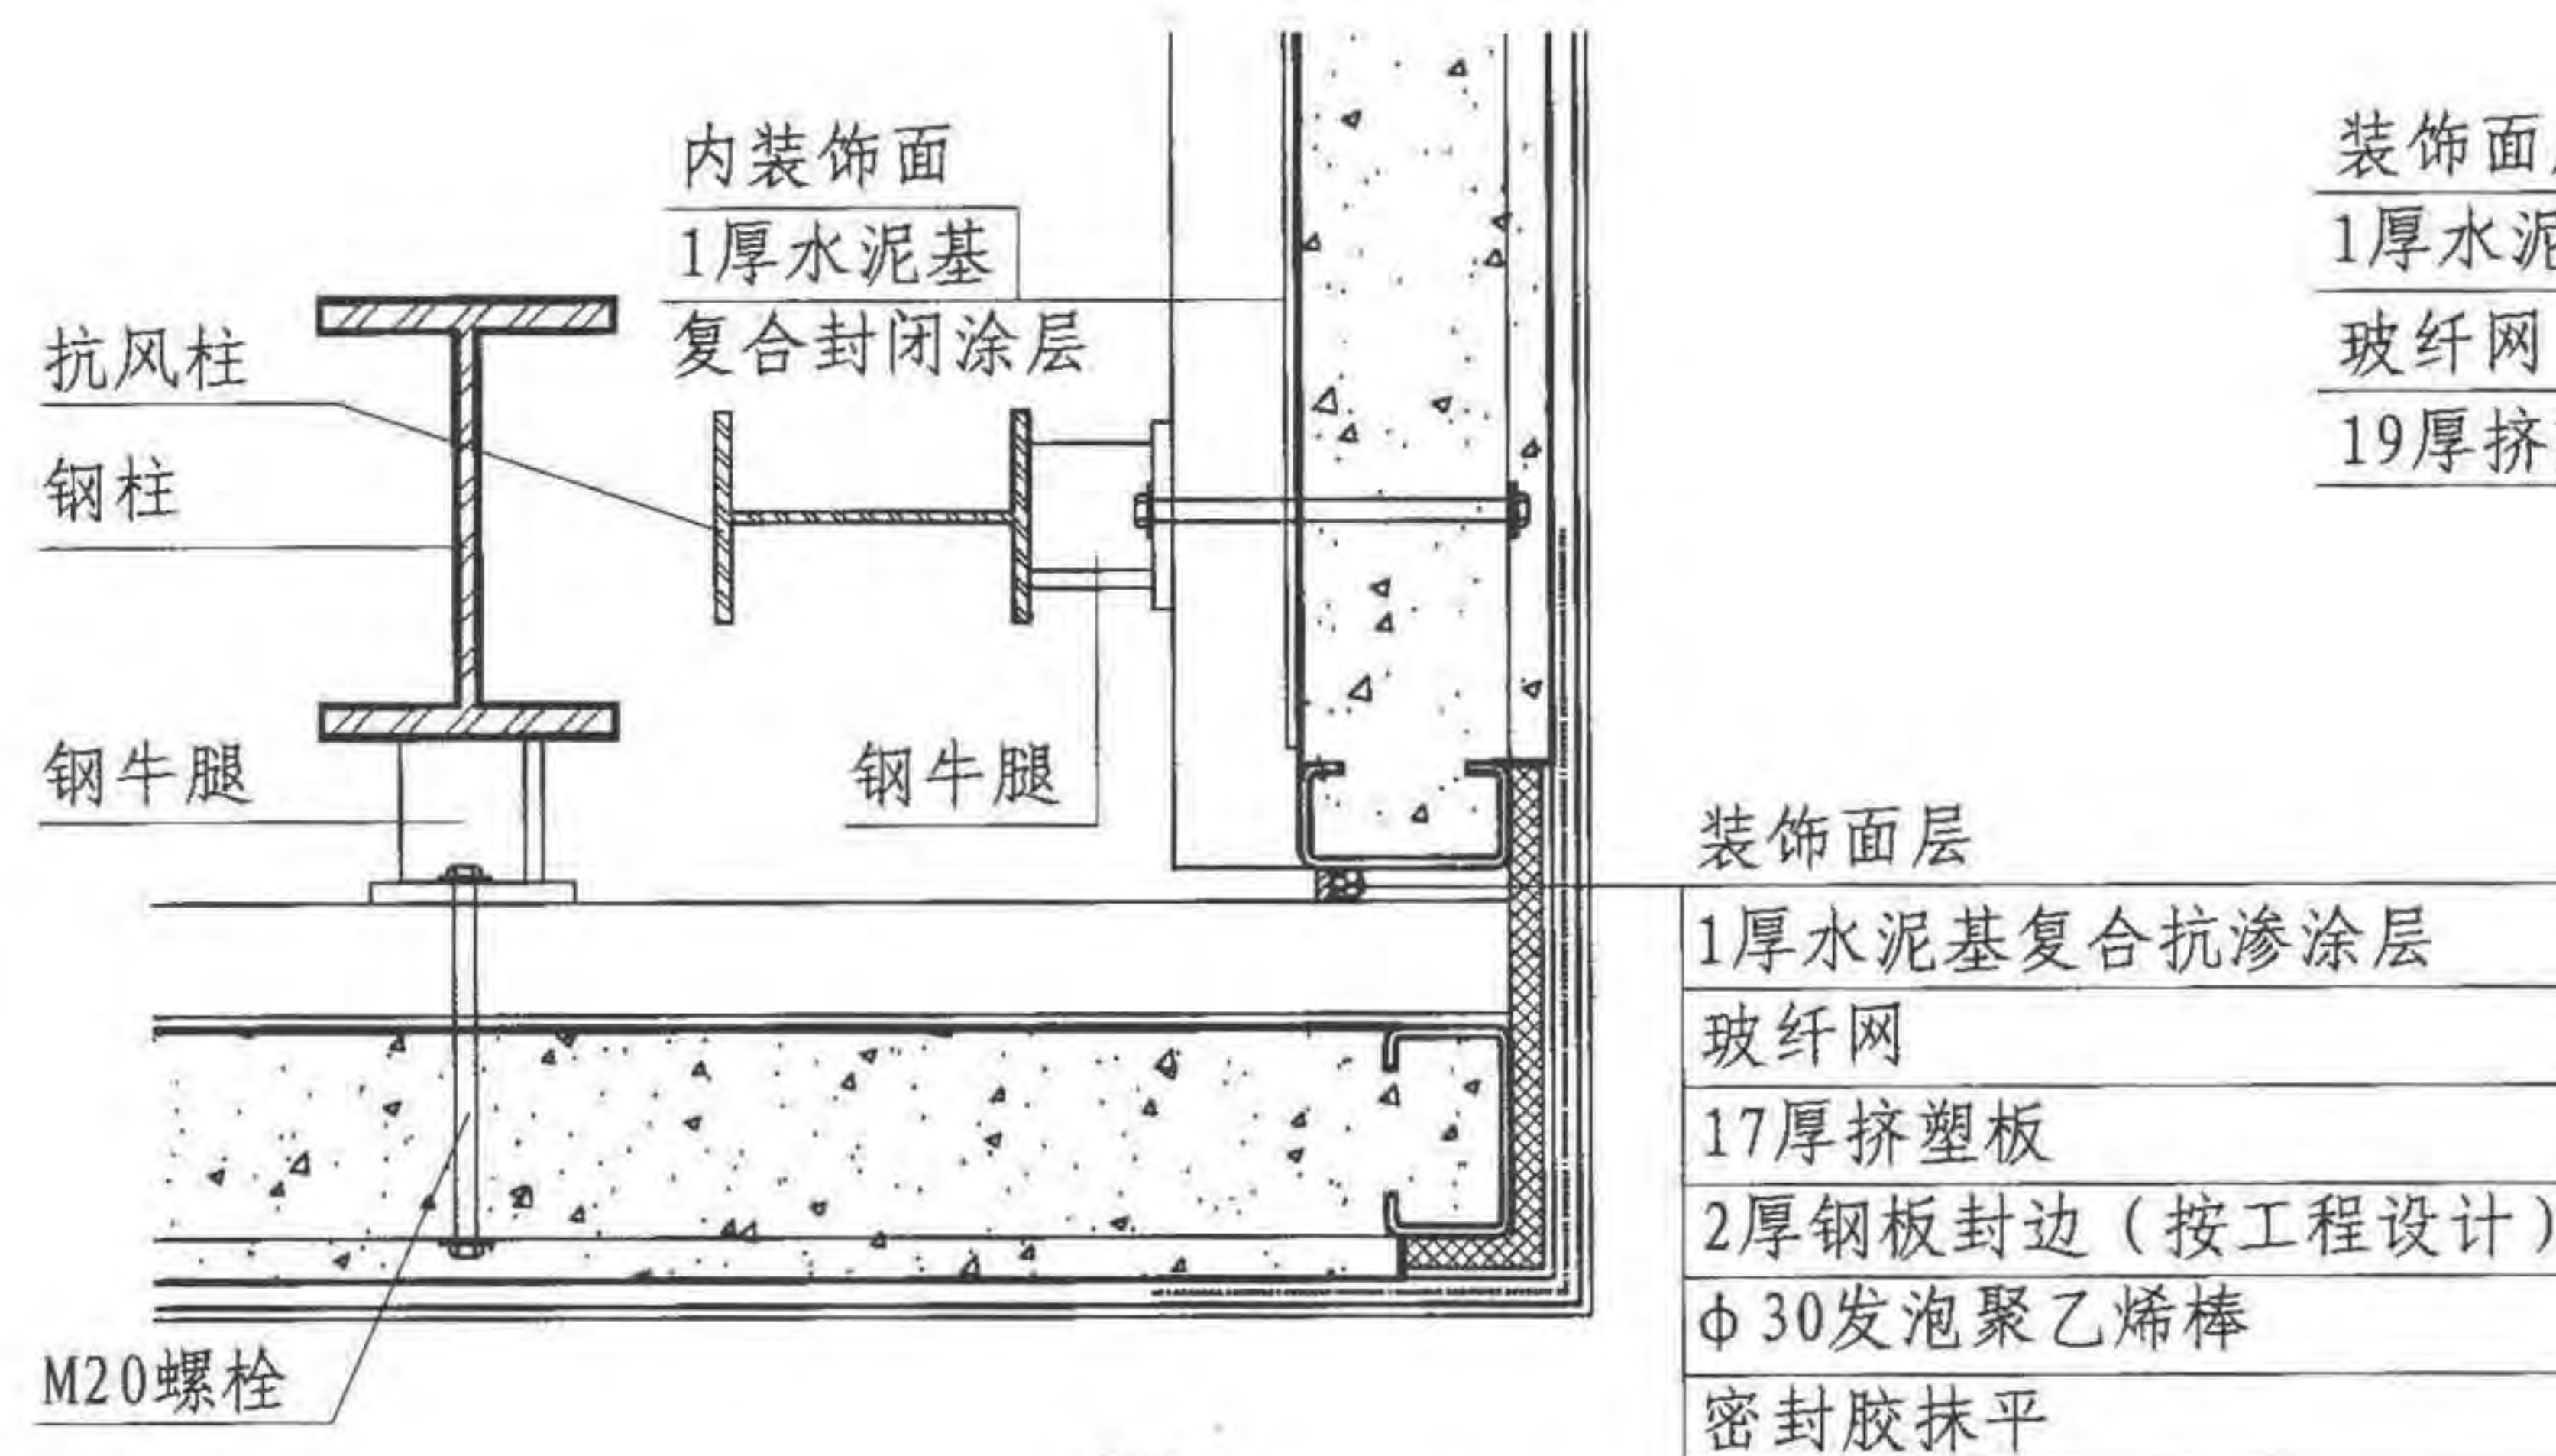 内装饰面
1厚水泥基
复合封闭涂层
抗风柱
钢柱
钢牛腿
钢牛腿
M20螺栓
装饰面层
1厚水泥基复合抗渗涂层
玻纤网
17厚挤塑板
2厚钢板封边（按工程设计）
φ30发泡聚乙烯棒
密封胶抹平
装饰面
1厚水泥
玻纤网
19厚挤